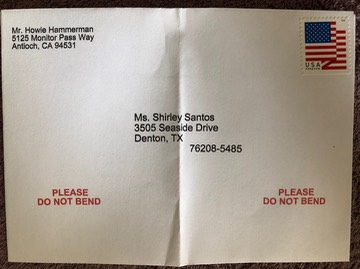 Mr. Howie Hammerman
5125 Monitor Pass Way
Antioch, CA 94531
USA
Ms. Shirley Santos
3505 Seaside Drive
Denton, TX
76208-5485
PLEASE
DO NOT BEND
PLEASE
DO NOT BEND